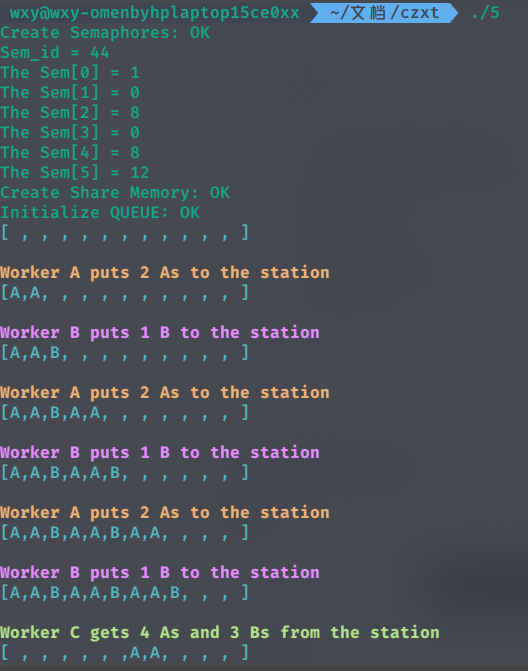 wxy@wxy-omenbyhplaptop15ce0xx ~/文档/czxt ./5
Create Semaphores: OK
Sem_id = 44
The Sem[0] = 1
The Sem[1] = 0
The Sem[2] = 8
The Sem[3] = 0
The Sem[4] = 8
The Sem[5] = 12
Create Share Memory: OK
Initialize QUEUE: OK
[ , , , , , , , , , , , ]
Worker A puts 2 As to the station
[A,A, , , , , , , , , , ]
Worker B puts 1 B to the station
[A,A,B, , , , , , , , , ]
Worker A puts 2 As to the station
[A,A,B,A,A, , , , , , , ]
Worker B puts 1 B to the station
[A,A,B,A,A,B, , , , , , ]
Worker A puts 2 As to the station
[A,A,B,A,A,B,A,A, , , , ]
Worker B puts 1 B to the station
[A,A,B,A,A,B,A,A,B, , , ]
Worker C gets 4 As and 3 Bs from the station
[ , , , , , ,A,A, , , , ]